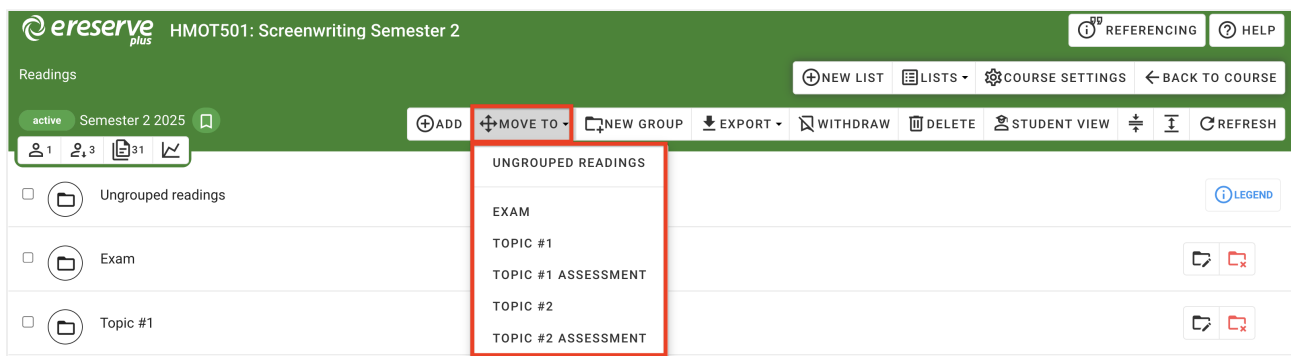 ereserve plus HMOT501: Screenwriting Semester 2 REFERENCING HELP
Readings NEW LIST LISTS COURSE SETTINGS BACK TO COURSE
active Semester 2 2025 ADD MOVE TO NEW GROUP EXPORT WITHDRAW DELETE STUDENT VIEW REFRESH
1 3 31
UNGROUPED READINGS
Ungrouped readings LEGEND
EXAM
TOPIC #1
Exam
TOPIC #1 ASSESSMENT
TOPIC #2
Topic #1
TOPIC #2 ASSESSMENT